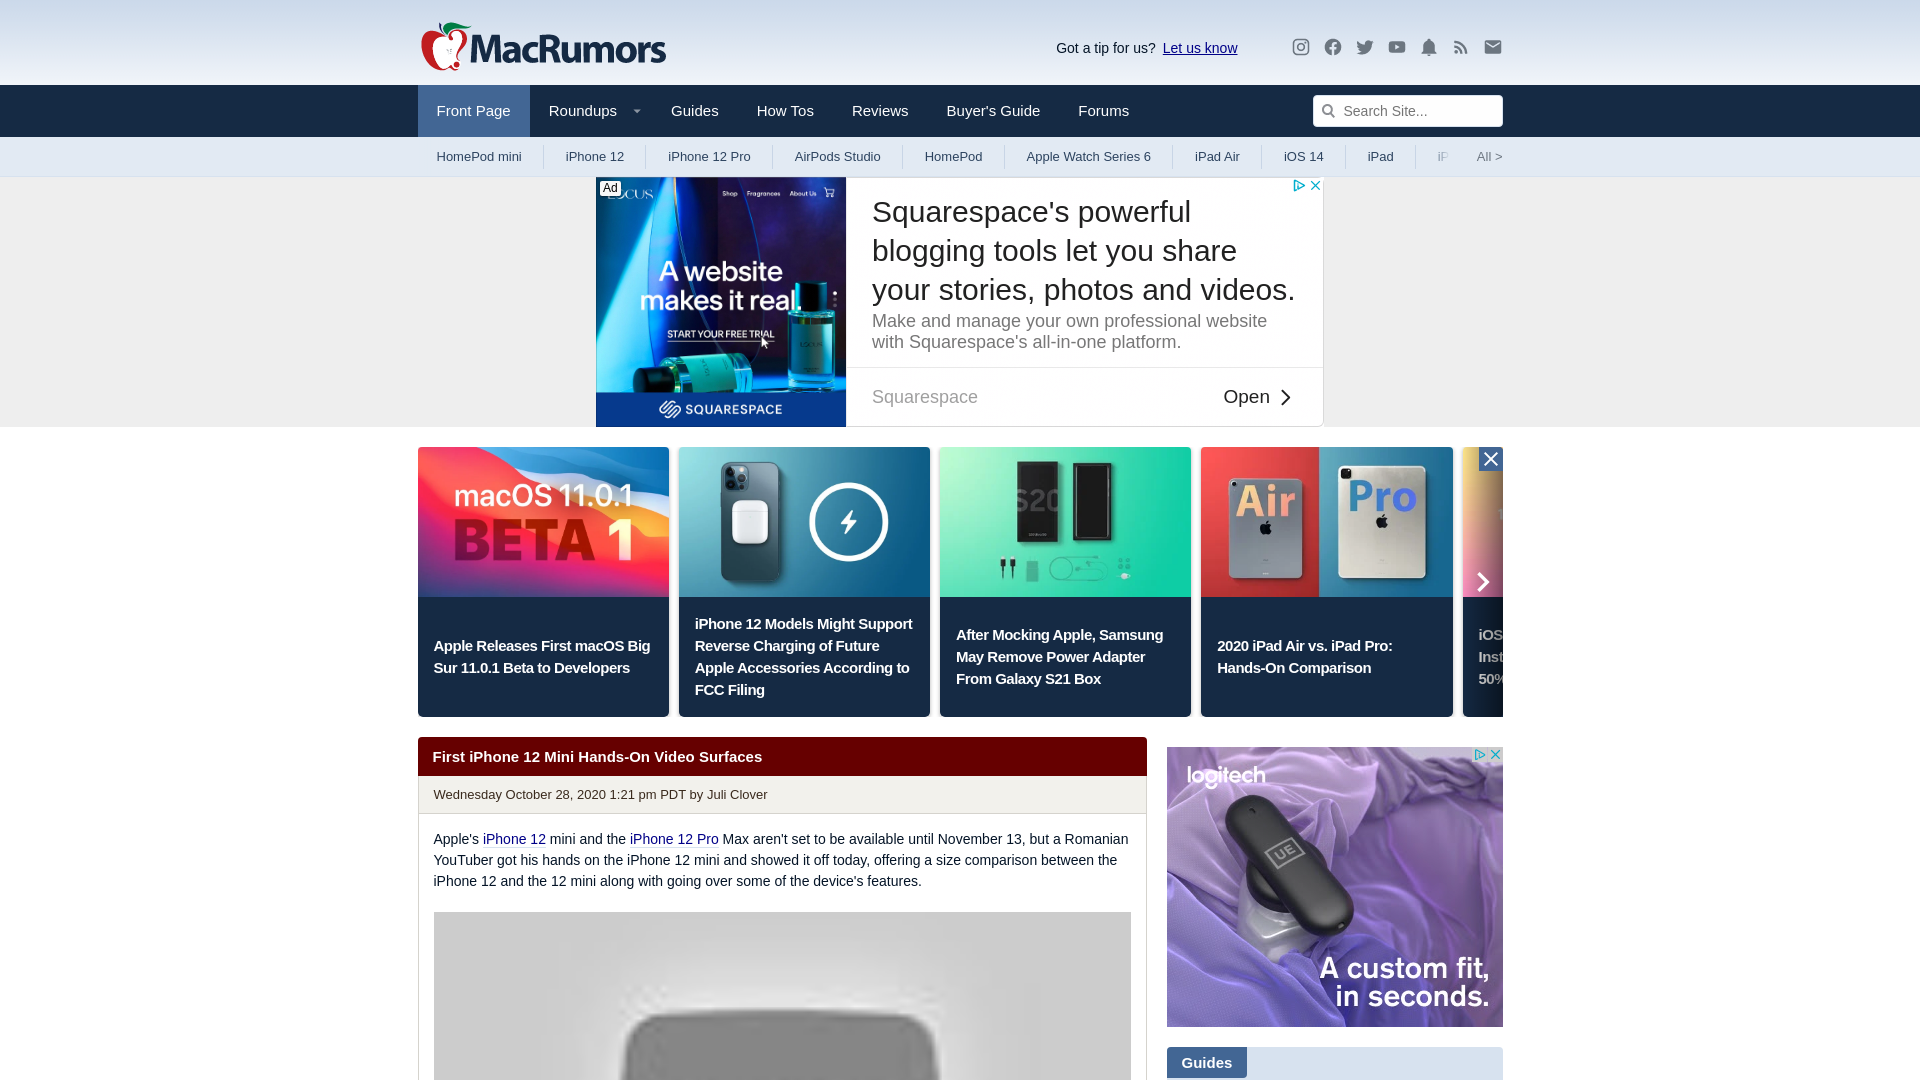 MacRumors
Got a tip for us? Let us know
Front Page
Roundups
Guides
How Tos
Reviews
Buyer's Guide
Forums
Search Site...
HomePod mini
iPhone 12
iPhone 12 Pro
AirPods Studio
HomePod
Apple Watch Series 6
iPad Air
iOS 14
iPad
iP
All >
Ad
Shop
Fragrances
About Us
A website
makes it real.
START YOUR FREE TRIAL
SQUARESPACE
Squarespace's powerful
blogging tools let you share
your stories, photos and videos.
Make and manage your own professional website
with Squarespace's all-in-one platform.
Squarespace
Open
macOS 11.0.1
BETA 1
Apple Releases First macOS Big
Sur 11.0.1 Beta to Developers
iPhone 12 Models Might Support
Reverse Charging of Future
Apple Accessories According to
FCC Filing
S20
After Mocking Apple, Samsung
May Remove Power Adapter
From Galaxy S21 Box
Air
Pro
2020 iPad Air vs. iPad Pro:
Hands-On Comparison
iOS
Inst
50%
First iPhone 12 Mini Hands-On Video Surfaces
Wednesday October 28, 2020 1:21 pm PDT by Juli Clover
Apple's iPhone 12 mini and the iPhone 12 Pro Max aren't set to be available until November 13, but a Romanian
YouTuber got his hands on the iPhone 12 mini and showed it off today, offering a size comparison between the
iPhone 12 and the 12 mini along with going over some of the device's features.
logitech
UE
A custom fit,
in seconds.
Guides